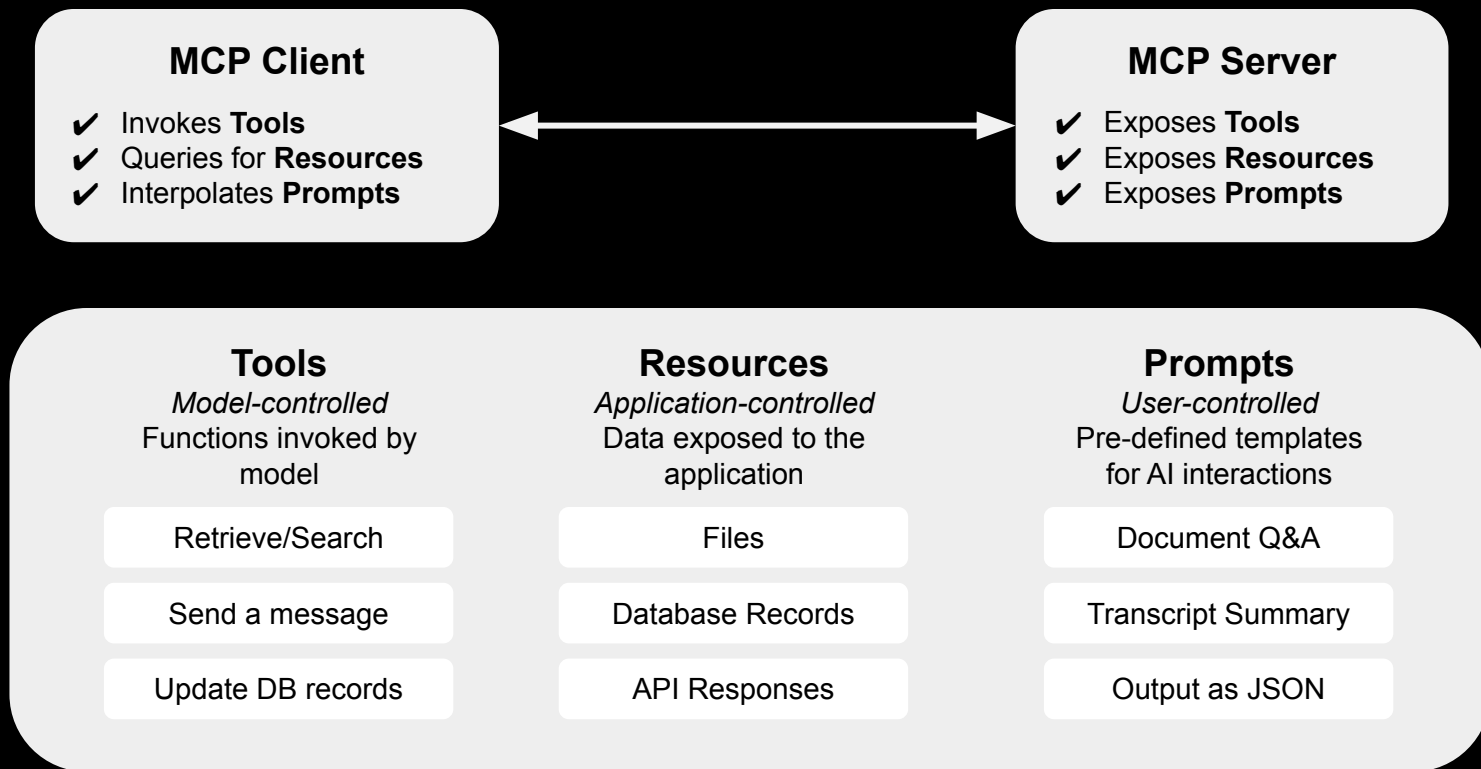 MCP Client
✔ Invokes Tools
✔ Queries for Resources
✔ Interpolates Prompts
MCP Server
✔ Exposes Tools
✔ Exposes Resources
✔ Exposes Prompts
Tools
Model-controlled
Functions invoked by
model
Retrieve/Search
Send a message
Update DB records
Resources
Application-controlled
Data exposed to the
application
Files
Database Records
API Responses
Prompts
User-controlled
Pre-defined templates
for AI interactions
Document Q&A
Transcript Summary
Output as JSON